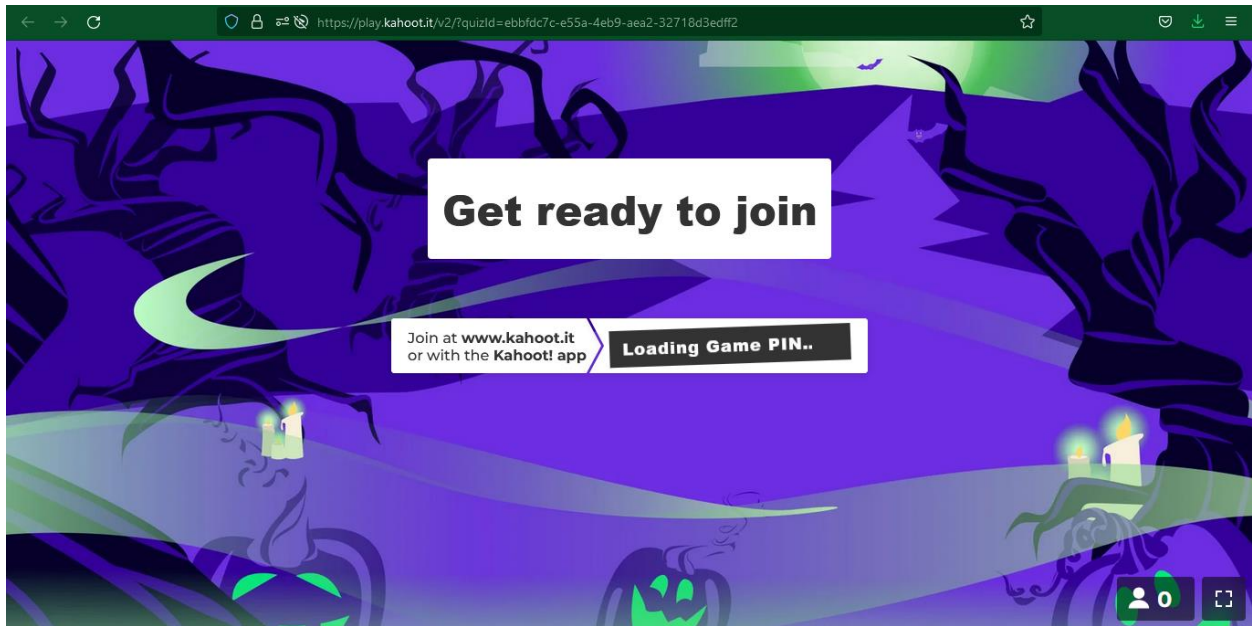 https://play.kahoot.it/v2/?quizId=ebbfdc7c-e55a-4eb9-aea2-32718d3edff2
Get ready to join
Join at www.kahoot.it
or with the Kahoot! app
Loading Game PIN..
0